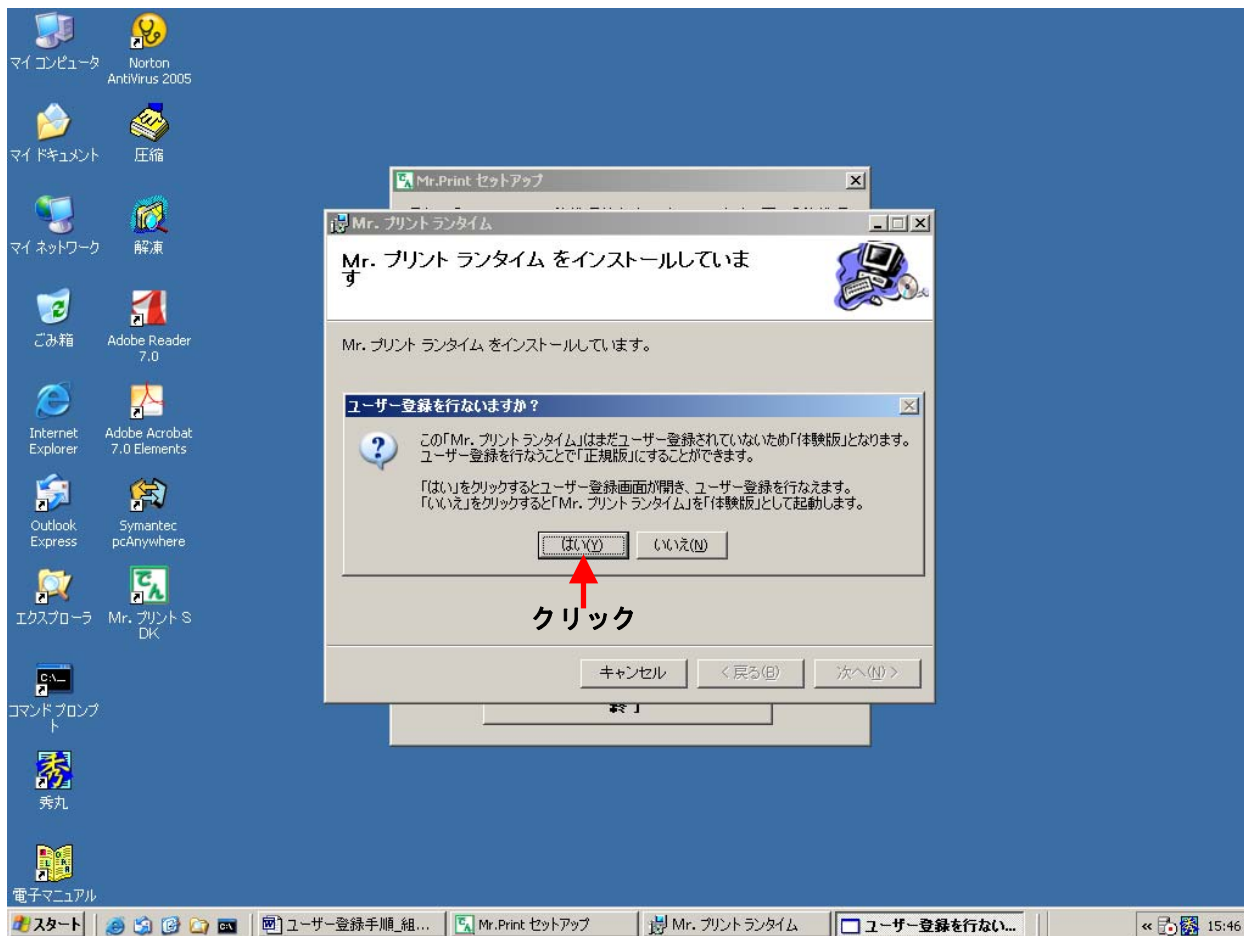 マイ コンピュータ
Norton
AntiVirus 2005
マイ ドキュメント
圧縮
マイ ネットワーク
解凍
ごみ箱
Adobe Reader
7.0
Internet
Explorer
Adobe Acrobat
7.0 Elements
Outlook
Express
Symantec
pcAnywhere
エクスプローラ
Mr. プリント S
DK
C:\_
コマンド プロンプ
ト
秀丸
電子マニュアル
Mr.Print セットアップ
Mr. プリント ランタイム
Mr. プリント ランタイム をインストールしていま
す
Mr. プリント ランタイム をインストールしています。
ユーザー登録を行ないますか？
この「Mr. プリント ランタイム」はまだユーザー登録されていないため「体験版」となります。
ユーザー登録を行なうことで「正規版」にすることができます。
「はい」をクリックするとユーザー登録画面が開き、ユーザー登録を行なえます。
「いいえ」をクリックすると「Mr. プリント ランタイム」を「体験版」として起動します。
はい(Y)
いいえ(N)
クリック
キャンセル
< 戻る(B)
次へ(N) >
終了
スタート
ユーザー登録手順_組...
Mr.Print セットアップ
Mr. プリント ランタイム
ユーザー登録を行ない...
« 15:46